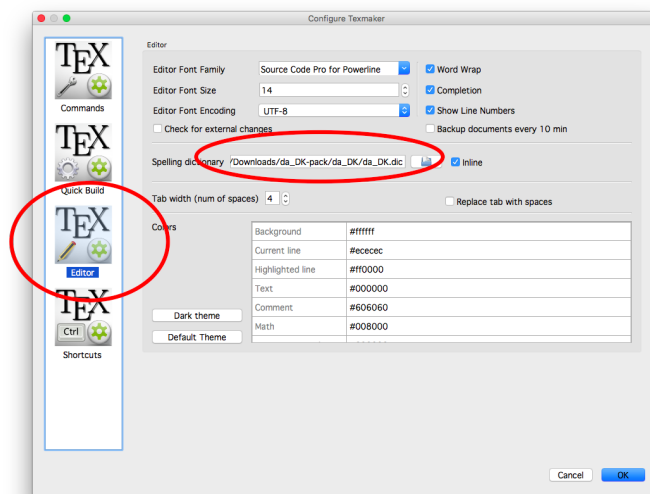 Configure Texmaker
TEX
Commands
TEX
Quick Build
TEX
Editor
TEX
Ctrl
Shortcuts
Editor
Editor Font Family Source Code Pro for Powerline Word Wrap
Editor Font Size 14 Completion
Editor Font Encoding UTF-8 Show Line Numbers
Check for external changes Backup documents every 10 min
Spelling dictionary /Downloads/da_DK-pack/da_DK/da_DK.dic Inline
Tab width (num of spaces) 4 Replace tab with spaces
Colors
Background #ffffff
Current line #ececec
Highlighted line #ff0000
Text #000000
Comment #606060
Math #008000
Dark theme
Default Theme
Cancel OK